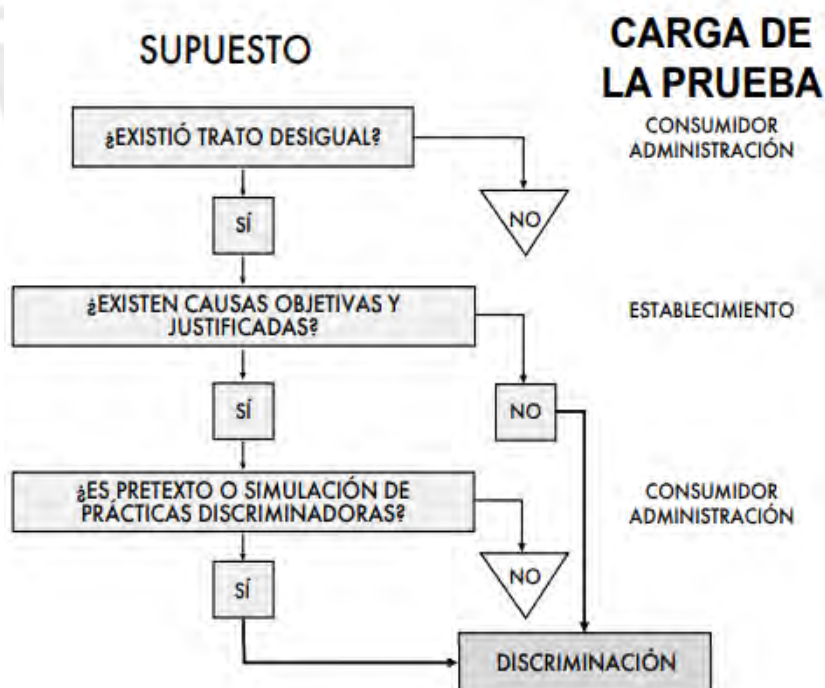 SUPUESTO
CARGA DE
LA PRUEBA
¿EXISTIÓ TRATO DESIGUAL?
CONSUMIDOR
ADMINISTRACIÓN
SÍ
NO
¿EXISTEN CAUSAS OBJETIVAS Y
JUSTIFICADAS?
ESTABLECIMIENTO
SÍ
NO
¿ES PRETEXTO O SIMULACIÓN DE
PRÁCTICAS DISCRIMINADORAS?
CONSUMIDOR
ADMINISTRACIÓN
SÍ
NO
DISCRIMINACIÓN